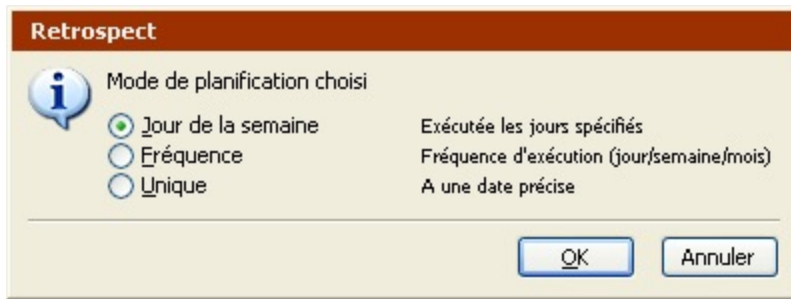 Retrospect
Mode de planification choisi
Jour de la semaine Exécutée les jours spécifiés
Fréquence Fréquence d'exécution (jour/semaine/mois)
Unique A une date précise
OK Annuler